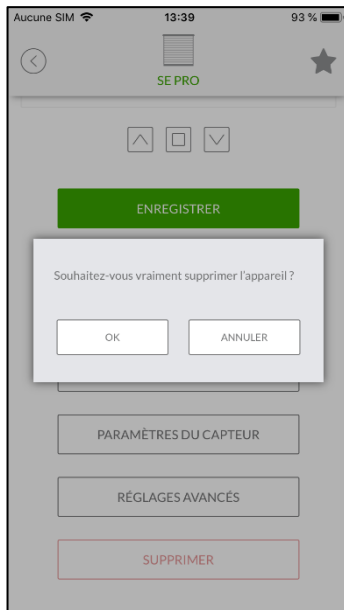 Aucune SIM 13:39 93 %
SE PRO
ENREGISTRER
Souhaitez-vous vraiment supprimer l'appareil ?
OK ANNULER
PARAMÈTRES DU CAPTEUR
RÉGLAGES AVANCÉS
SUPPRIMER